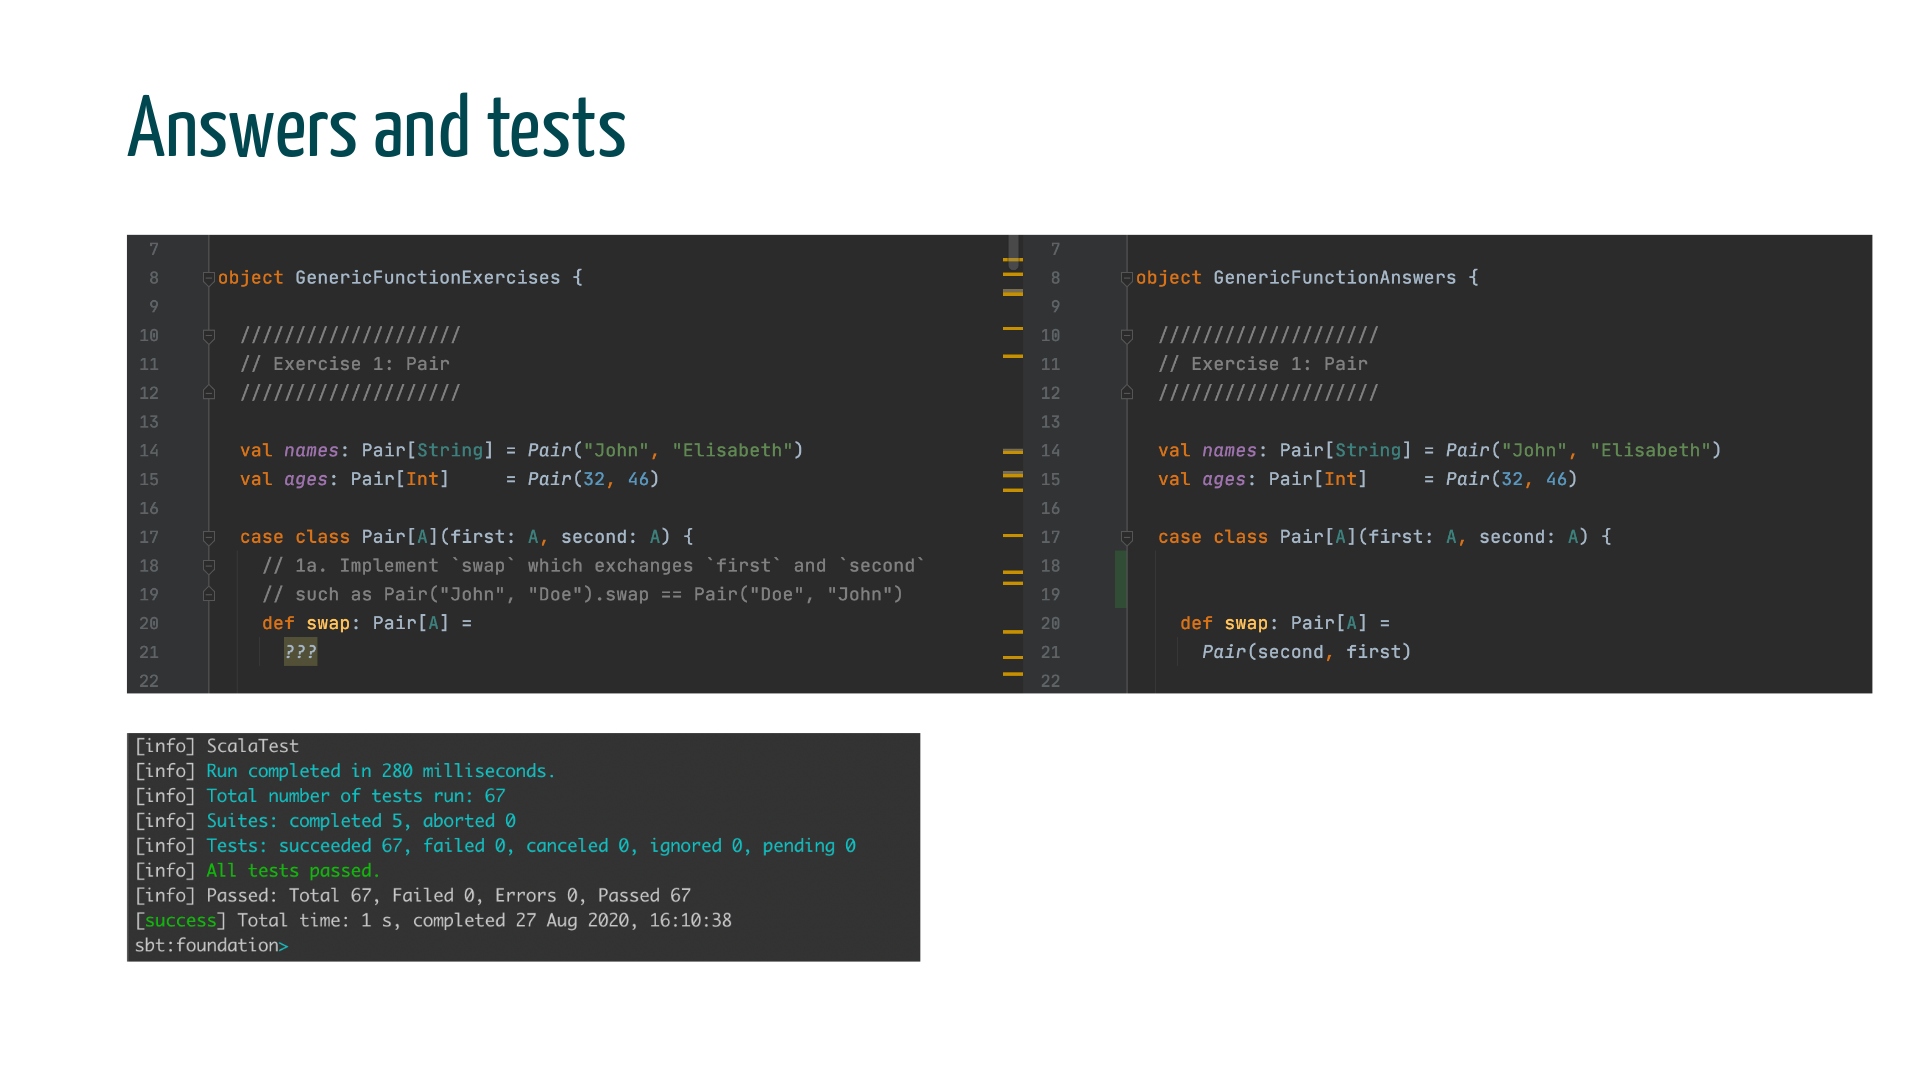 Answers and tests
7
8 object GenericFunctionExercises {
9
10 ////////////////////
11 // Exercise 1: Pair
12 ////////////////////
13
14 val names: Pair[String] = Pair("John", "Elisabeth")
15 val ages: Pair[Int]     = Pair(32, 46)
16
17 case class Pair[A](first: A, second: A) {
18 // 1a. Implement `swap` which exchanges `first` and `second`
19 // such as Pair("John", "Doe").swap == Pair("Doe", "John")
20 def swap: Pair[A] =
21 ???
22
7
8 object GenericFunctionAnswers {
9
10 ////////////////////
11 // Exercise 1: Pair
12 ////////////////////
13
14 val names: Pair[String] = Pair("John", "Elisabeth")
15 val ages: Pair[Int]     = Pair(32, 46)
16
17 case class Pair[A](first: A, second: A) {
18
19
20 def swap: Pair[A] =
21 Pair(second, first)
22
[info] ScalaTest
[info] Run completed in 280 milliseconds.
[info] Total number of tests run: 67
[info] Suites: completed 5, aborted 0
[info] Tests: succeeded 67, failed 0, canceled 0, ignored 0, pending 0
[info] All tests passed.
[info] Passed: Total 67, Failed 0, Errors 0, Passed 67
[success] Total time: 1 s, completed 27 Aug 2020, 16:10:38
sbt:foundation>